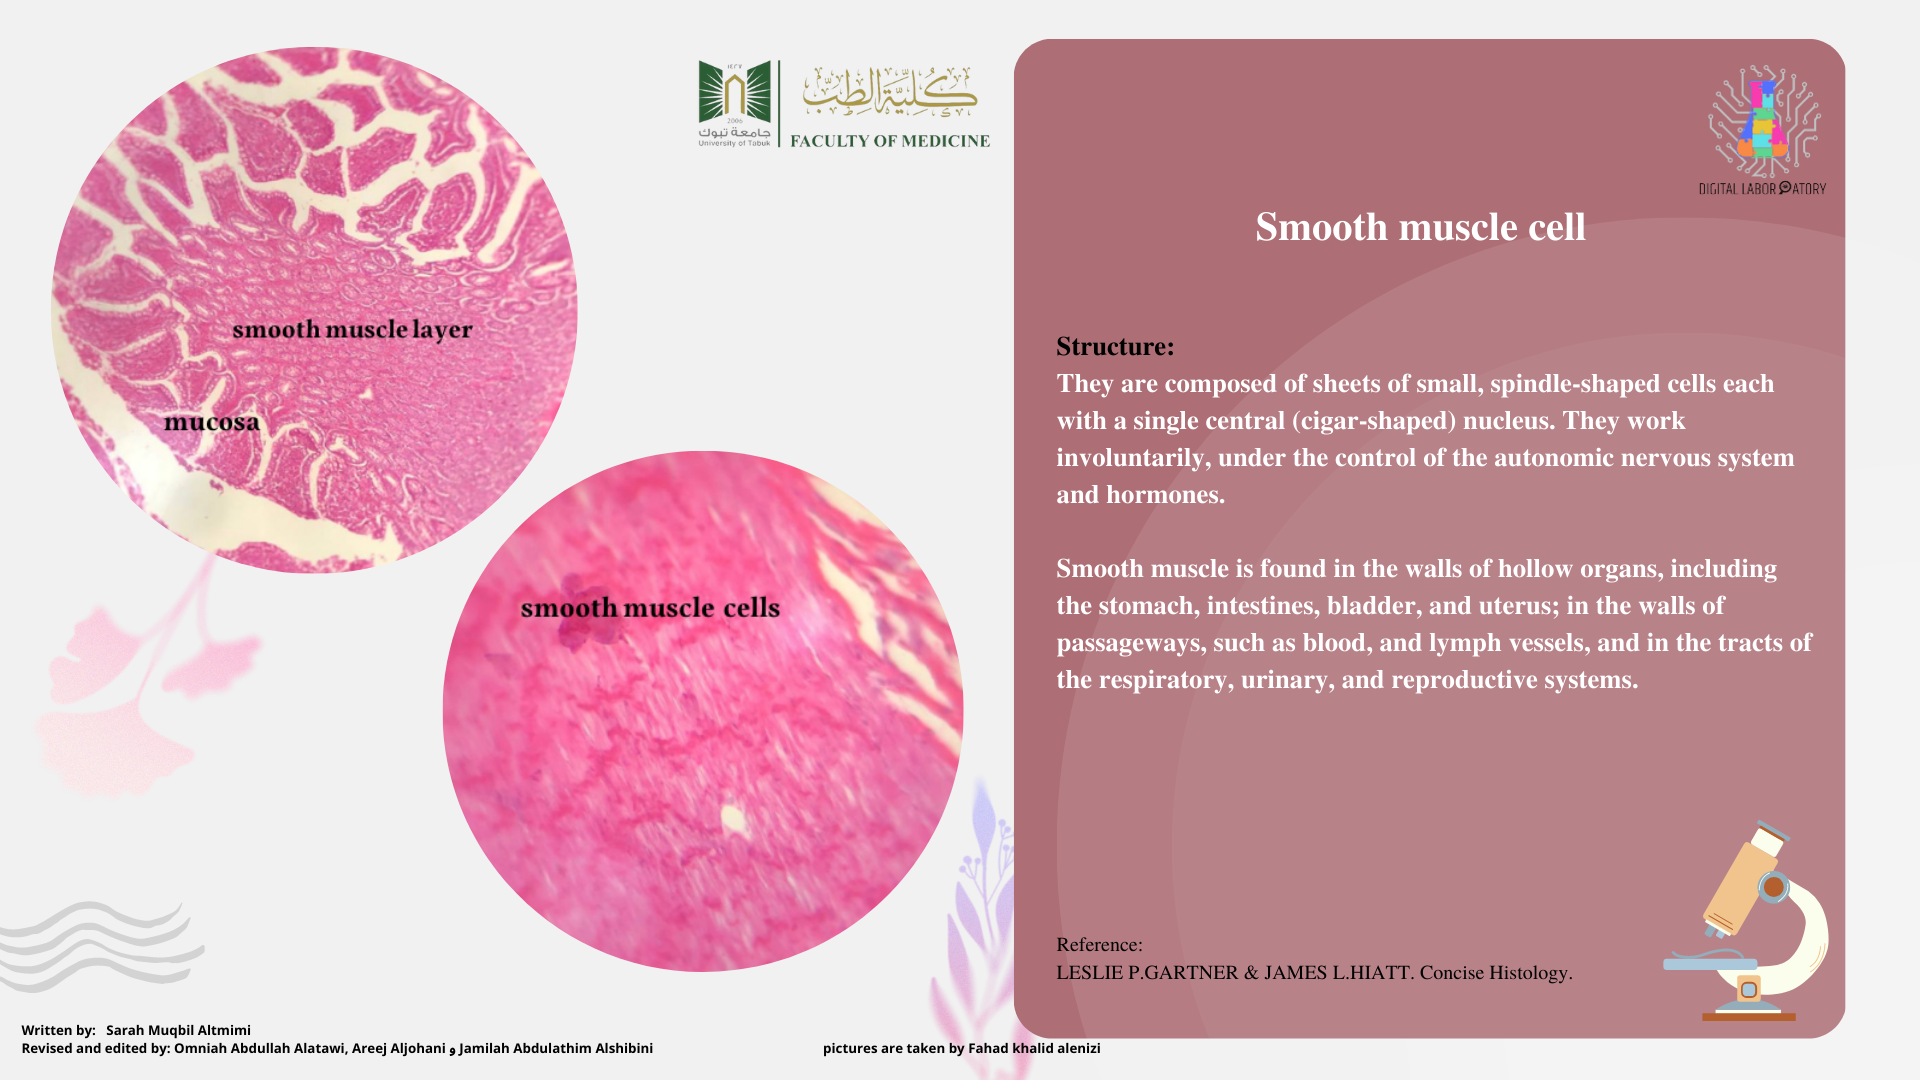 smooth muscle layer
mucosa
smooth muscle cells
١٤٢٧
2006
جامعة تبوك
University of Tabuk
كلية الطب
FACULTY OF MEDICINE
DIGITAL LABORATORY
Smooth muscle cell
Structure:
They are composed of sheets of small, spindle-shaped cells each
with a single central (cigar-shaped) nucleus. They work
involuntarily, under the control of the autonomic nervous system
and hormones.
Smooth muscle is found in the walls of hollow organs, including
the stomach, intestines, bladder, and uterus; in the walls of
passageways, such as blood, and lymph vessels, and in the tracts of
the respiratory, urinary, and reproductive systems.
Reference:
LESLIE P.GARTNER & JAMES L.HIATT. Concise Histology.
Written by: Sarah Muqbil Altmimi
Revised and edited by: Omniah Abdullah Alatawi, Areej Aljohani و Jamilah Abdulathim Alshibini
pictures are taken by Fahad khalid alenizi